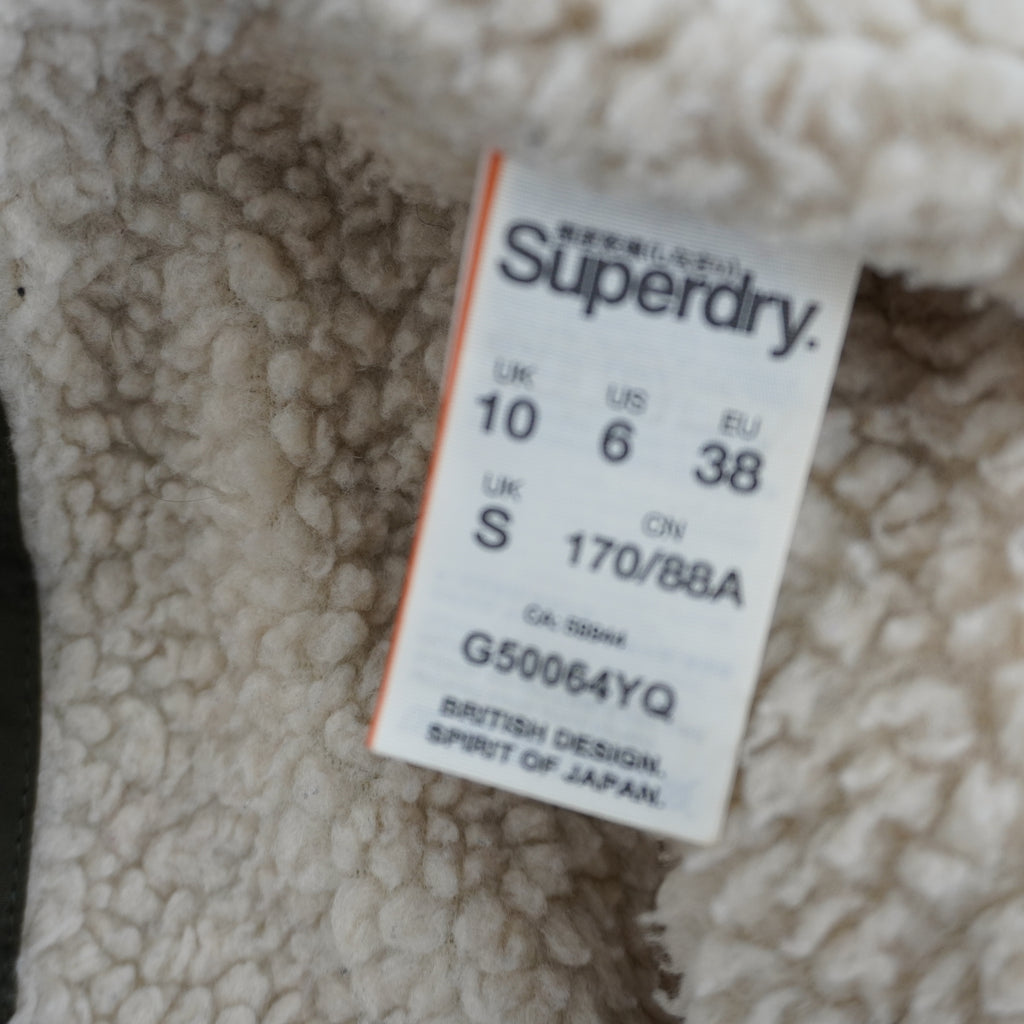 Superdry.
UK US EU
10 6 38
UK CN
S 170/88A
G50064YQ
BRITISH DESIGN.
SPIRIT OF JAPAN.